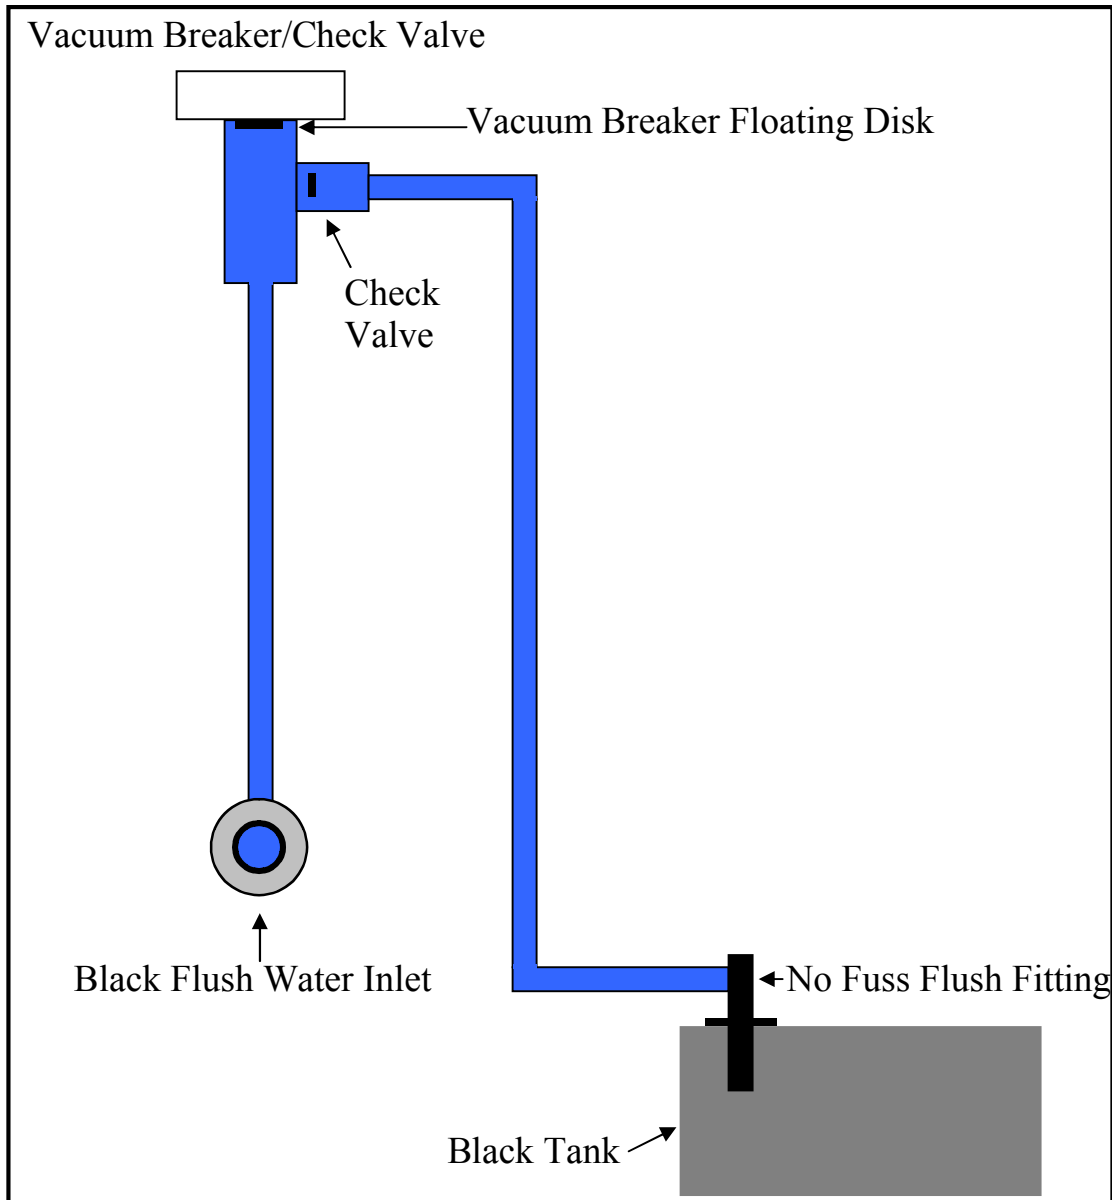 Vacuum Breaker/Check Valve
Vacuum Breaker Floating Disk
Check
Valve
Black Flush Water Inlet
No Fuss Flush Fitting
Black Tank